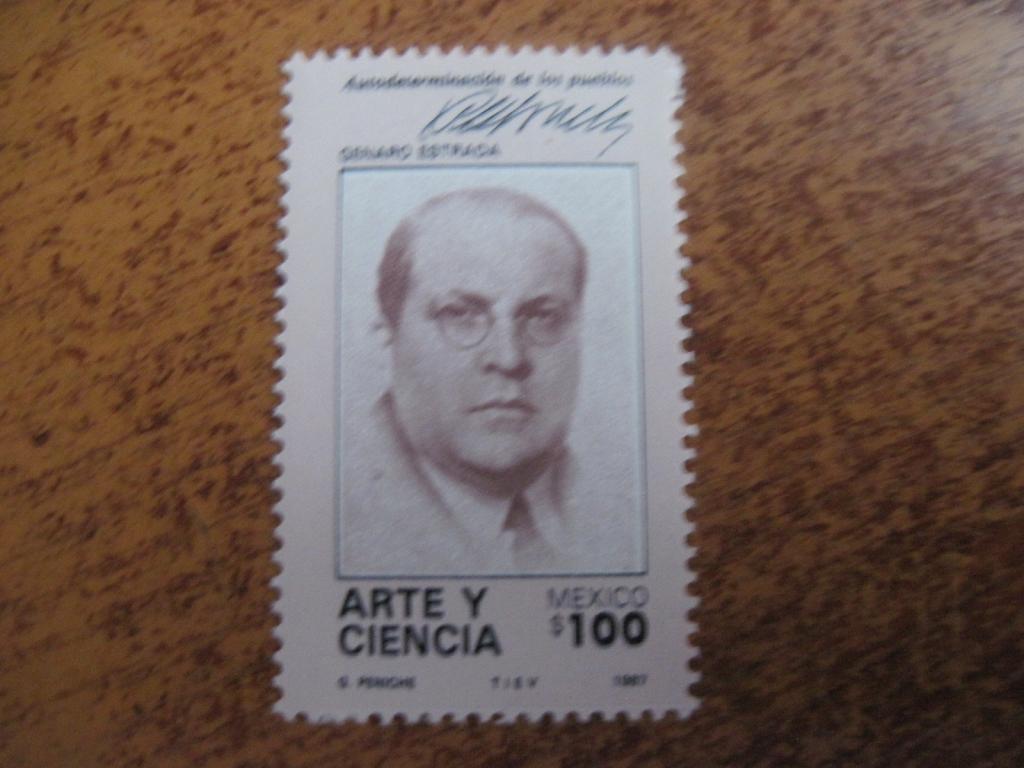 Autodeterminación de los pueblos
GENARO ESTRADA
ARTE Y
CIENCIA
MEXICO
$100
G. PENICHE T I E V 1987